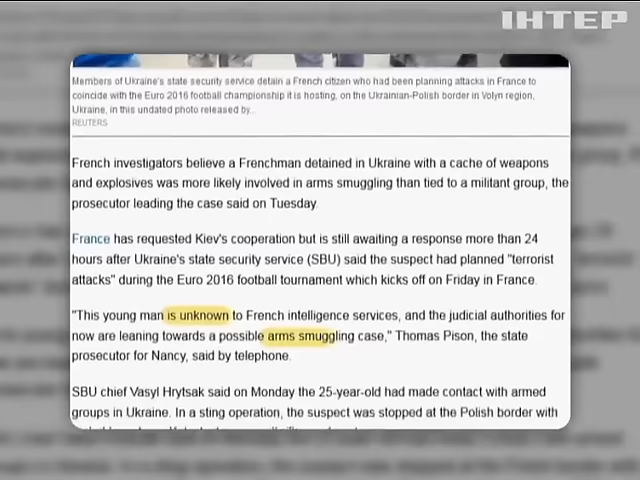 ІНТЕР
Members of Ukraine's state security service detain a French citizen who had been planning attacks in France to
coincide with the Euro 2016 football championship it is hosting, on the Ukrainian-Polish border in Volyn region,
Ukraine, in this undated photo released by..
REUTERS
French investigators believe a Frenchman detained in Ukraine with a cache of weapons
and explosives was more likely involved in arms smuggling than tied to a militant group, the
prosecutor leading the case said on Tuesday.
France has requested Kiev's cooperation but is still awaiting a response more than 24
hours after Ukraine's state security service (SBU) said the suspect had planned "terrorist
attacks" during the Euro 2016 football tournament which kicks off on Friday in France.
"This young man is unknown to French intelligence services, and the judicial authorities for
now are leaning towards a possible arms smuggling case," Thomas Pison, the state
prosecutor for Nancy, said by telephone.
SBU chief Vasyl Hrytsak said on Monday the 25-year-old had made contact with armed
groups in Ukraine. In a sting operation, the suspect was stopped at the Polish border with